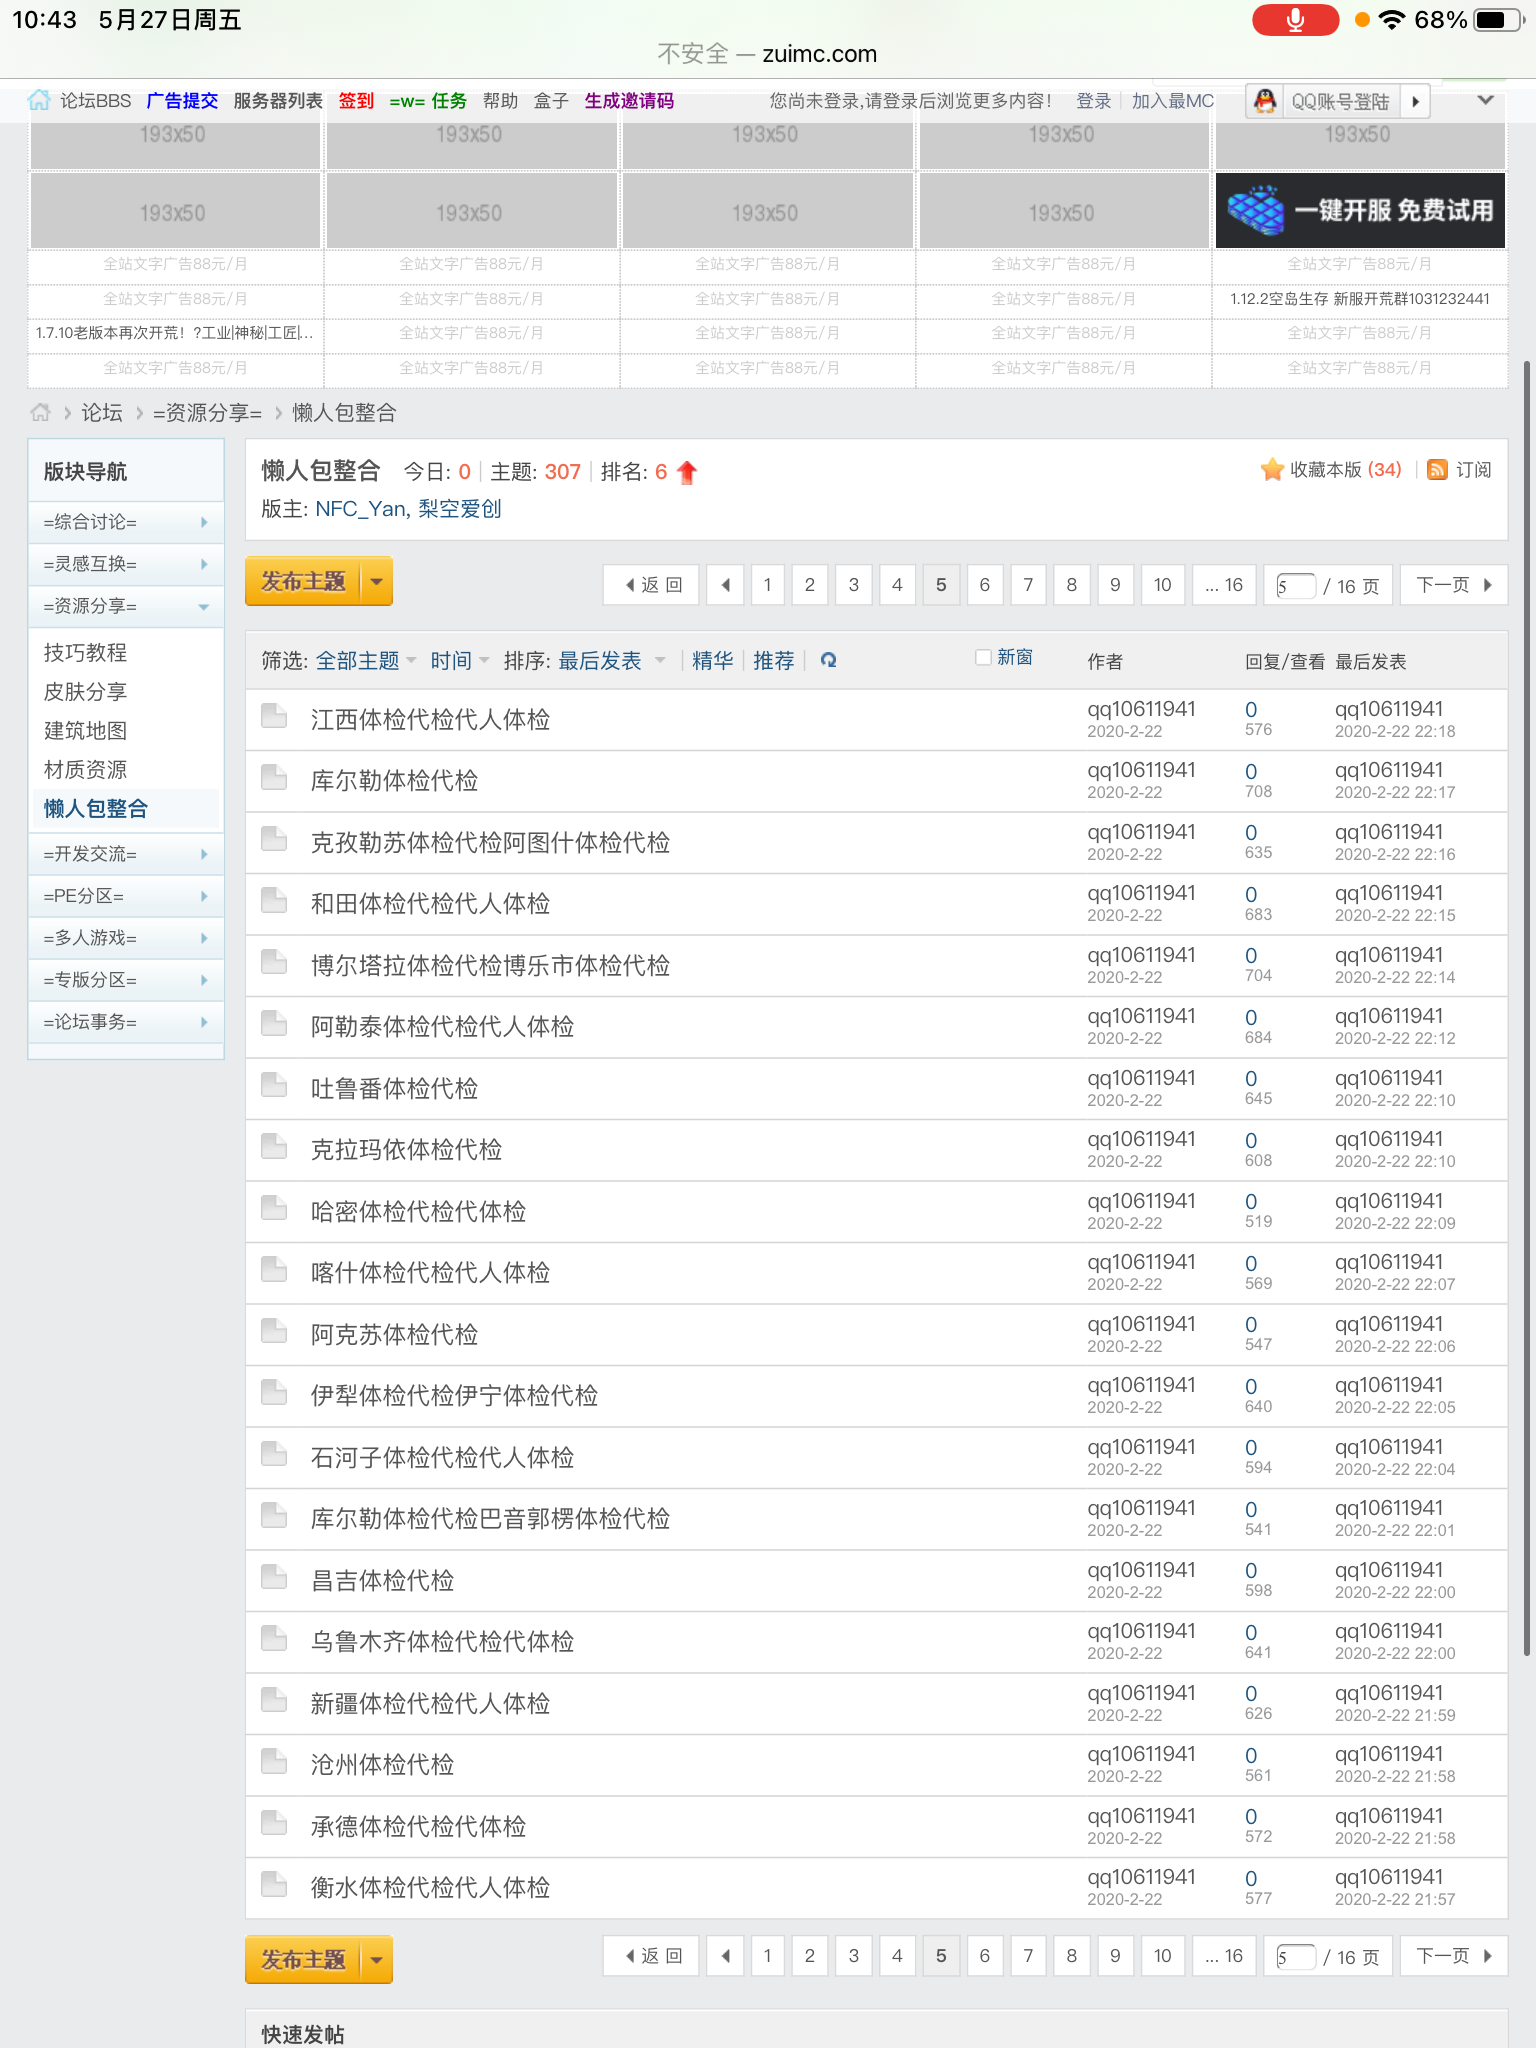 10:43 5月27日周五 68%
不安全 — zuimc.com
论坛BBS 广告提交 服务器列表 签到 =w= 任务 帮助 盒子 生成邀请码 您尚未登录,请登录后浏览更多内容! 登录 加入最MC QQ账号登陆
193x50 193x50 193x50 193x50 193x50
193x50 193x50 193x50 193x50 一键开服 免费试用
全站文字广告88元/月 全站文字广告88元/月 全站文字广告88元/月 全站文字广告88元/月 全站文字广告88元/月
全站文字广告88元/月 全站文字广告88元/月 全站文字广告88元/月 全站文字广告88元/月 1.12.2空岛生存 新服开荒群1031232441
1.7.10老版本再次开荒! ?工业|神秘|工匠|... 全站文字广告88元/月 全站文字广告88元/月 全站文字广告88元/月 全站文字广告88元/月
全站文字广告88元/月 全站文字广告88元/月 全站文字广告88元/月 全站文字广告88元/月 全站文字广告88元/月
论坛 =资源分享= 懒人包整合
版块导航
=综合讨论=
=灵感互换=
=资源分享=
技巧教程
皮肤分享
建筑地图
材质资源
懒人包整合
=开发交流=
=PE分区=
=多人游戏=
=专版分区=
=论坛事务=
懒人包整合 今日: 0 主题: 307 排名: 6 收藏本版 (34) 订阅
版主: NFC_Yan, 梨空爱创
发布主题 返 回 1 2 3 4 5 6 7 8 9 10 ... 16 5 / 16 页 下一页
筛选: 全部主题 时间 排序: 最后发表 精华 推荐 新窗 作者 回复/查看 最后发表
江西体检代检代人体检 qq10611941 0 qq10611941
2020-2-22 576 2020-2-22 22:18
库尔勒体检代检 qq10611941 0 qq10611941
2020-2-22 708 2020-2-22 22:17
克孜勒苏体检代检阿图什体检代检 qq10611941 0 qq10611941
2020-2-22 635 2020-2-22 22:16
和田体检代检代人体检 qq10611941 0 qq10611941
2020-2-22 683 2020-2-22 22:15
博尔塔拉体检代检博乐市体检代检 qq10611941 0 qq10611941
2020-2-22 704 2020-2-22 22:14
阿勒泰体检代检代人体检 qq10611941 0 qq10611941
2020-2-22 684 2020-2-22 22:12
吐鲁番体检代检 qq10611941 0 qq10611941
2020-2-22 645 2020-2-22 22:10
克拉玛依体检代检 qq10611941 0 qq10611941
2020-2-22 608 2020-2-22 22:10
哈密体检代检代体检 qq10611941 0 qq10611941
2020-2-22 519 2020-2-22 22:09
喀什体检代检代人体检 qq10611941 0 qq10611941
2020-2-22 569 2020-2-22 22:07
阿克苏体检代检 qq10611941 0 qq10611941
2020-2-22 547 2020-2-22 22:06
伊犁体检代检伊宁体检代检 qq10611941 0 qq10611941
2020-2-22 640 2020-2-22 22:05
石河子体检代检代人体检 qq10611941 0 qq10611941
2020-2-22 594 2020-2-22 22:04
库尔勒体检代检巴音郭楞体检代检 qq10611941 0 qq10611941
2020-2-22 541 2020-2-22 22:01
昌吉体检代检 qq10611941 0 qq10611941
2020-2-22 598 2020-2-22 22:00
乌鲁木齐体检代检代体检 qq10611941 0 qq10611941
2020-2-22 641 2020-2-22 22:00
新疆体检代检代人体检 qq10611941 0 qq10611941
2020-2-22 626 2020-2-22 21:59
沧州体检代检 qq10611941 0 qq10611941
2020-2-22 561 2020-2-22 21:58
承德体检代检代体检 qq10611941 0 qq10611941
2020-2-22 572 2020-2-22 21:58
衡水体检代检代人体检 qq10611941 0 qq10611941
2020-2-22 577 2020-2-22 21:57
发布主题 返 回 1 2 3 4 5 6 7 8 9 10 ... 16 5 / 16 页 下一页
快速发帖